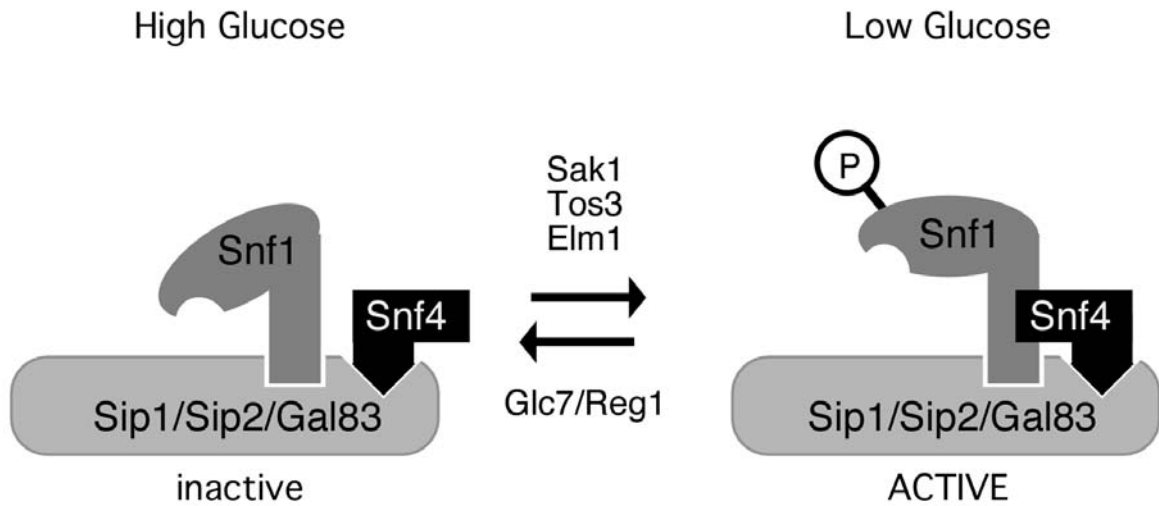 High Glucose
Low Glucose
Sak1
Tos3
Elm1
P
Snf1
Snf1
Snf4
Snf4
Glc7/Reg1
Sip1/Sip2/Gal83
Sip1/Sip2/Gal83
inactive
ACTIVE